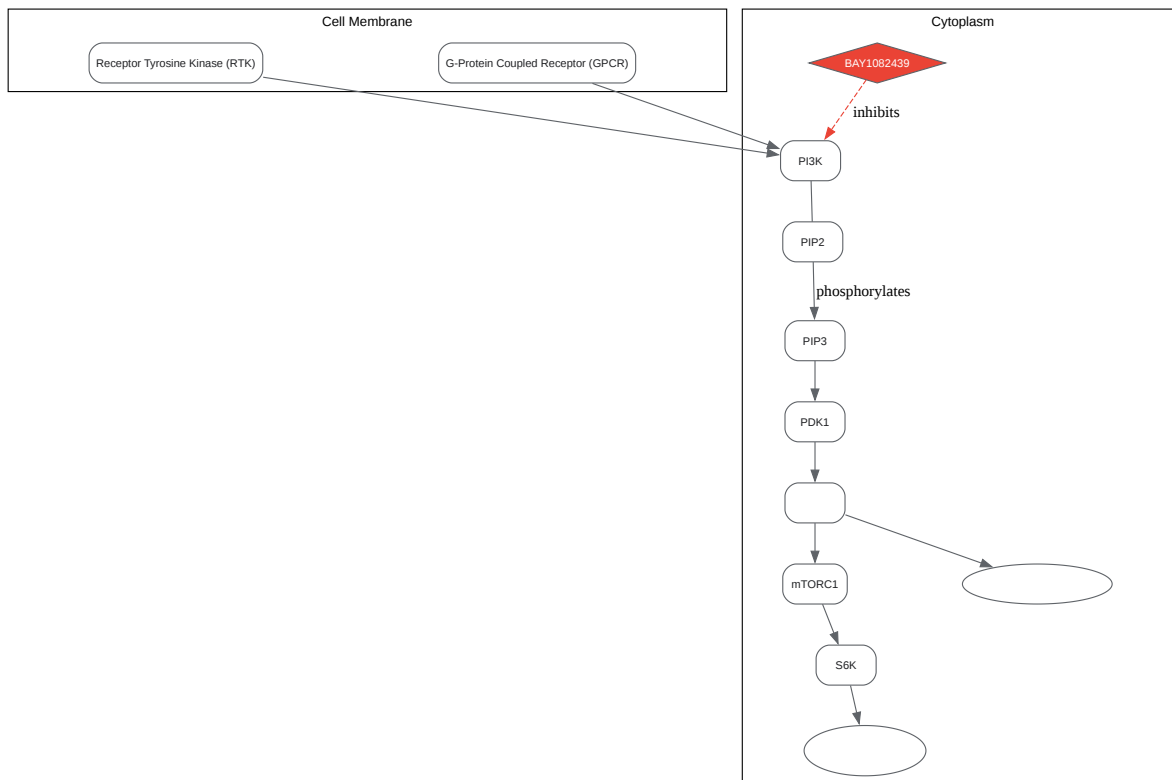 Cell Membrane
Cytoplasm
Receptor Tyrosine Kinase (RTK)
G-Protein Coupled Receptor (GPCR)
BAY1082439
inhibits
PI3K
PIP2
phosphorylates
PIP3
PDK1
mTORC1
S6K